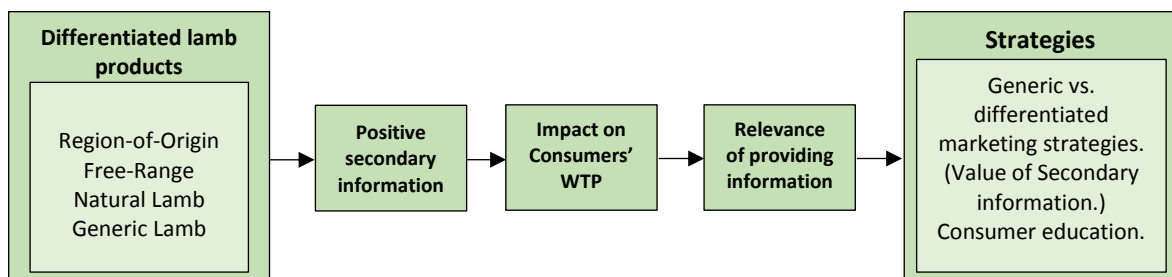 Differentiated lamb
products
Region-of-Origin
Free-Range
Natural Lamb
Generic Lamb
Positive
secondary
information
Impact on
Consumers’
WTP
Relevance
of providing
information
Strategies
Generic vs.
differentiated
marketing strategies.
(Value of Secondary
information.)
Consumer education.